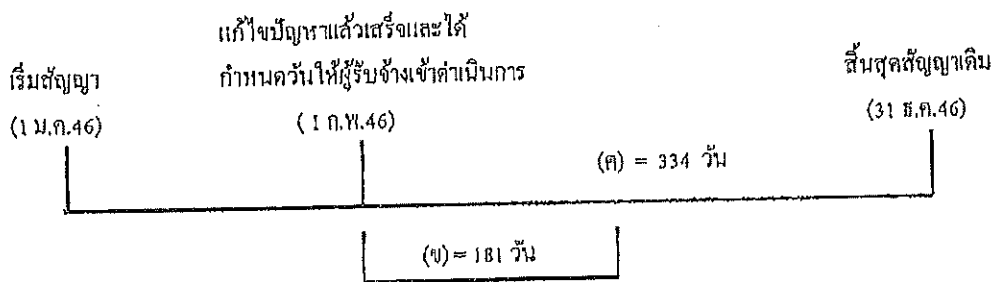 แก้ไขปัญหาแล้วเสร็จและได้
เริ่มสัญญา
กำหนดวันให้ผู้รับจ้างเข้าดำเนินการ
สิ้นสุดสัญญาเดิม
(1 ม.ค.46)
( 1 ก.พ.46)
(31 ธ.ค.46)
(ค) = 334 วัน
(ข) = 181 วัน